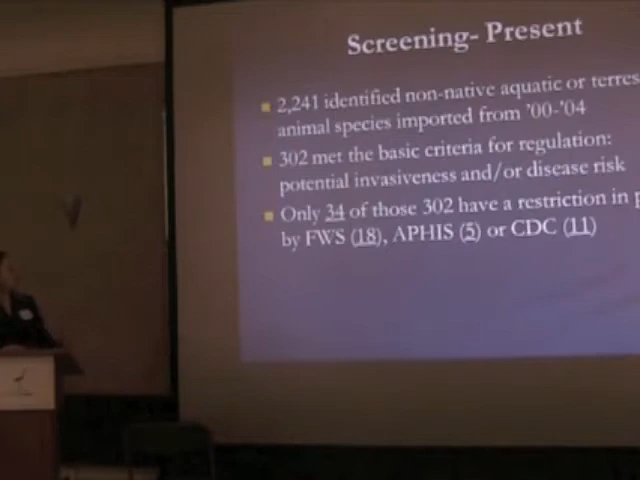 Screening- Present
2,241 identified non-native aquatic or terres
animal species imported from '00-'04
302 met the basic criteria for regulation:
potential invasiveness and/or disease risk
Only 34 of those 302 have a restriction in p
by FWS (18), APHIS (5) or CDC (11)